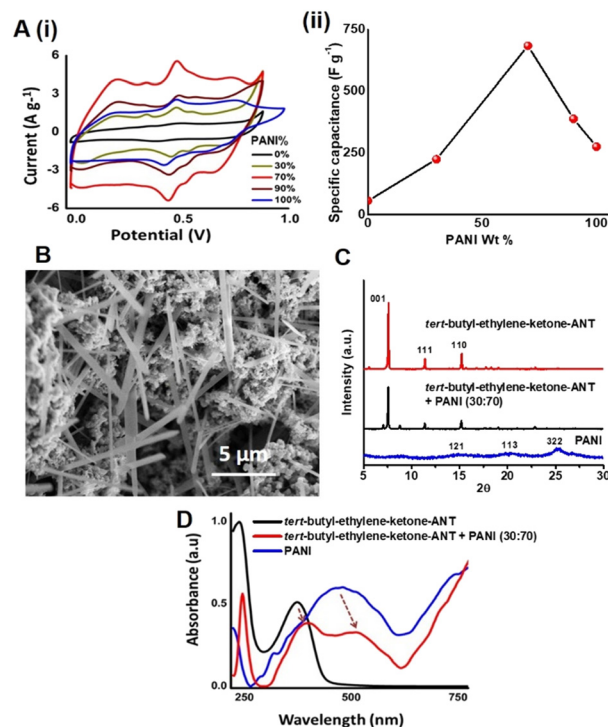 A (i)
6
3
0
-3
-6
Current (A g-1)
PANI%
0%
30%
70%
90%
100%
0.0
0.5
1.0
Potential (V)
(ii)
750
500
250
0
Specific capacitance (F g⁻¹)
0
50
100
PANI Wt %
B
5 µm
C
Intensity (a.u.)
001
111
110
tert-butyl-ethylene-ketone-ANT
tert-butyl-ethylene-ketone-ANT
+ PANI (30:70)
PANI
121
113
322
5
10
15
20
25
30
2θ
D
1.0
0.5
0.0
Absorbance (a.u)
tert-butyl-ethylene-ketone-ANT
tert-butyl-ethylene-ketone-ANT + PANI (30:70)
PANI
250
500
750
Wavelength (nm)